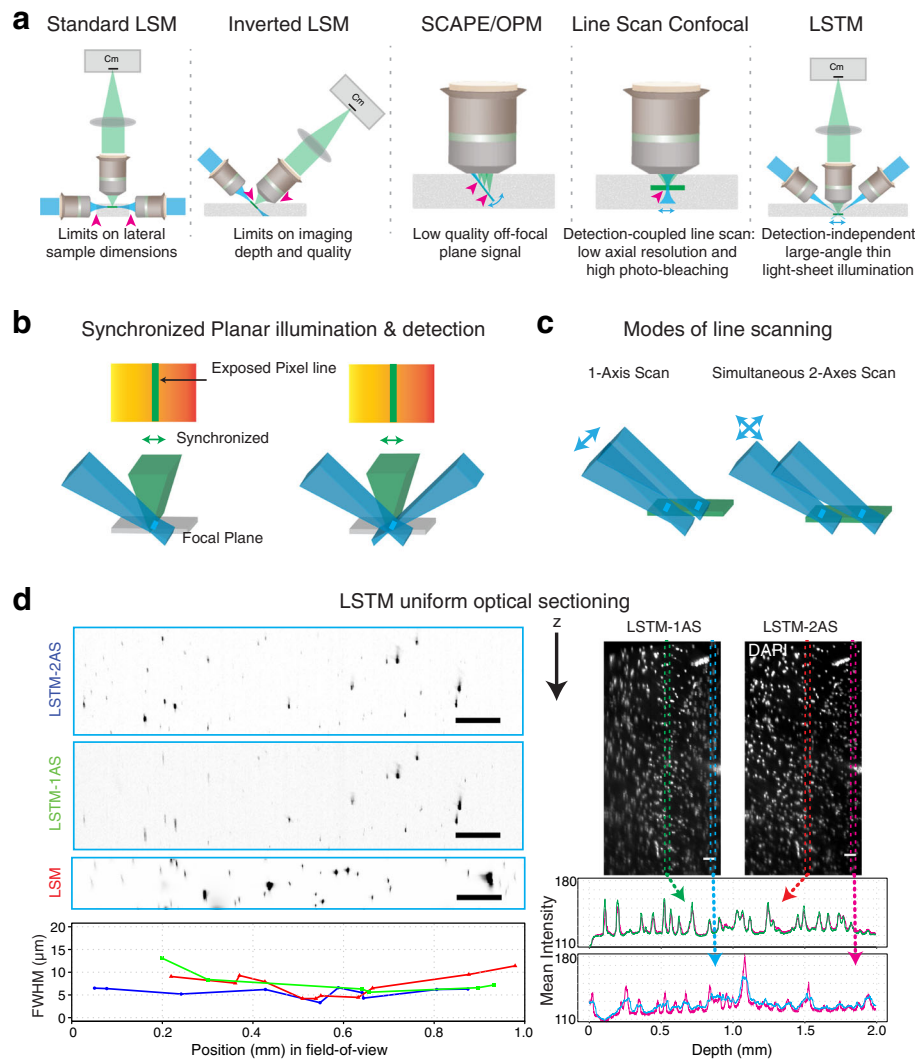 a
Standard LSM
Inverted LSM
SCAPE/OPM
Line Scan Confocal
LSTM
Cm
Cm
Cm
Limits on lateral
sample dimensions
Limits on imaging
depth and quality
Low quality off-focal
plane signal
Detection-coupled line scan:
low axial resolution and
high photo-bleaching
Detection-independent
large-angle thin
light-sheet illumination
b
Synchronized Planar illumination & detection
Exposed Pixel line
Synchronized
Focal Plane
c
Modes of line scanning
1-Axis Scan
Simultaneous 2-Axes Scan
d
LSTM uniform optical sectioning
LSTM-2AS
LSTM-1AS
LSM
z
LSTM-1AS
LSTM-2AS
DAPI
FWHM (μm)
20
15
10
5
0
0
0.2
0.4
0.6
0.8
1.0
Position (mm) in field-of-view
Mean Intensity
180
110
180
110
0
0.5
1.0
1.5
2.0
Depth (mm)